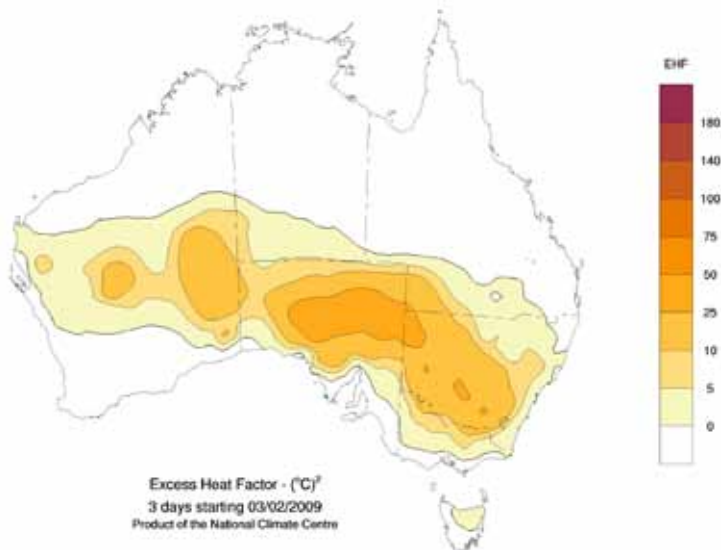 EHF
180
140
100
75
50
25
10
5
0
Excess Heat Factor - (°C)²
3 days starting 03/02/2009
Product of the National Climate Centre